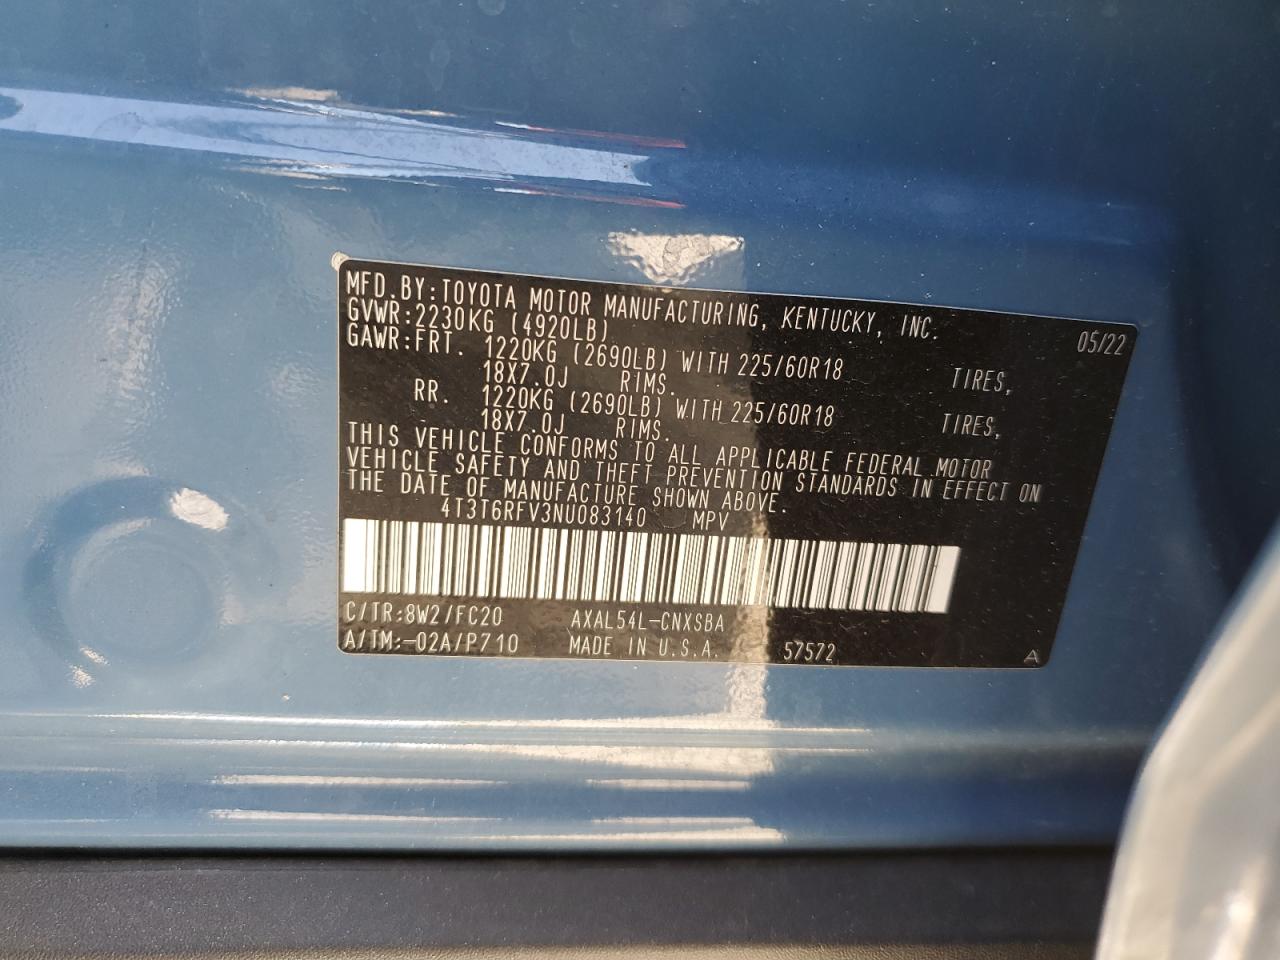 MFD.BY:TOYOTA MOTOR MANUFACTURING, KENTUCKY, INC. 05/22
GVWR:2230KG (4920LB)
GAWR:FRT. 1220KG (2690LB) WITH 225/60R18 TIRES,
18X7.0J RIMS.
RR. 1220KG (2690LB) WITH 225/60R18 TIRES,
18X7.0J RIMS.
THIS VEHICLE CONFORMS TO ALL APPLICABLE FEDERAL MOTOR
VEHICLE SAFETY AND THEFT PREVENTION STANDARDS IN EFFECT ON
THE DATE OF MANUFACTURE SHOWN ABOVE.
4T3T6RFV3NU083140 MPV
C/TR:8W2/FC20 AXAL54L-CNXSBA
A/TM:-02A/P710 MADE IN U.S.A. 57572 A